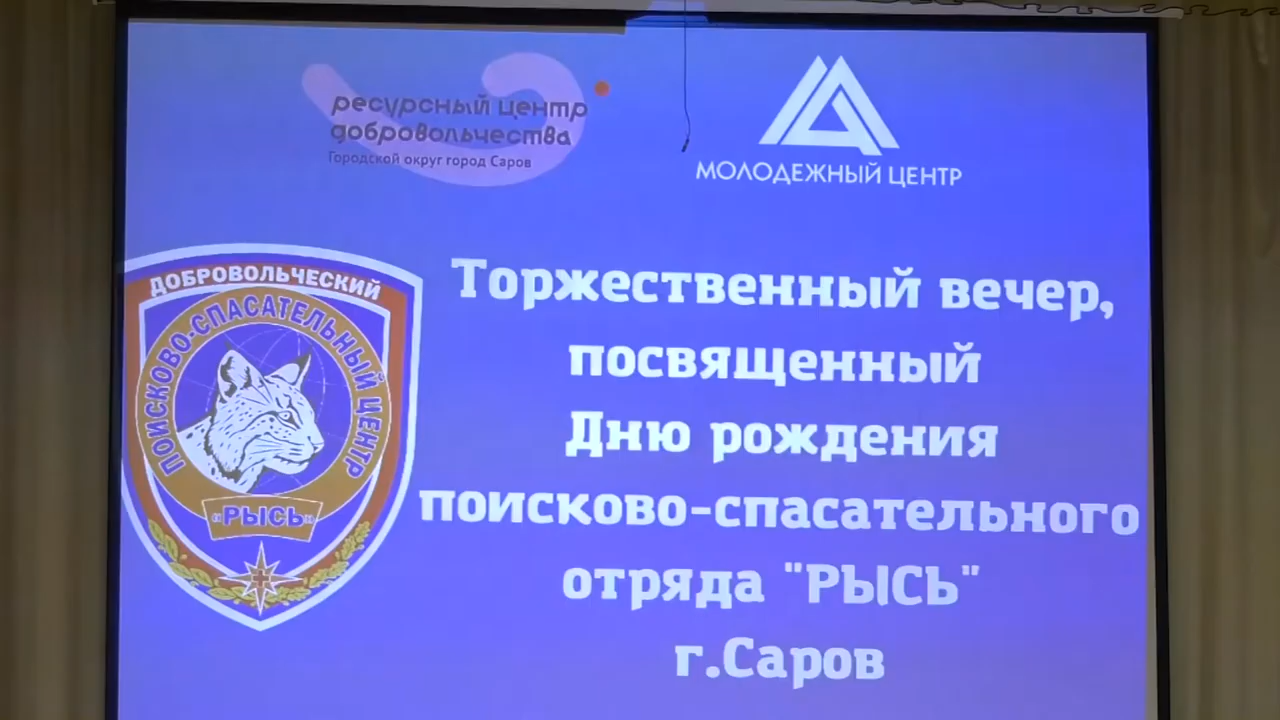 ресурсный центр
добровольчества
Городской округ город Саров
МОЛОДЕЖНЫЙ ЦЕНТР
ДОБРОВОЛЬЧЕСКИЙ
ПОИСКОВО-СПАСАТЕЛЬНЫЙ ЦЕНТР
«РЫСЬ»
Торжественный вечер,
посвященный
Дню рождения
поисково-спасательного
отряда "РЫСЬ"
г.Саров